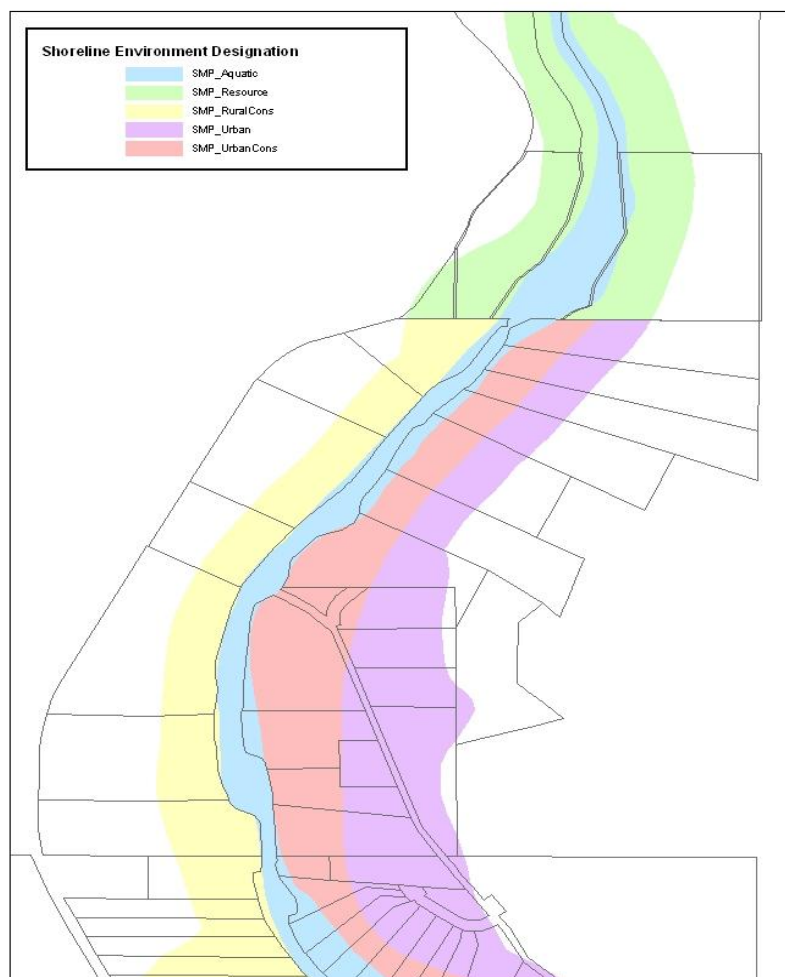 Shoreline Environment Designation
SMP_Aquatic
SMP_Resource
SMP_RuralCons
SMP_Urban
SMP_UrbanCons